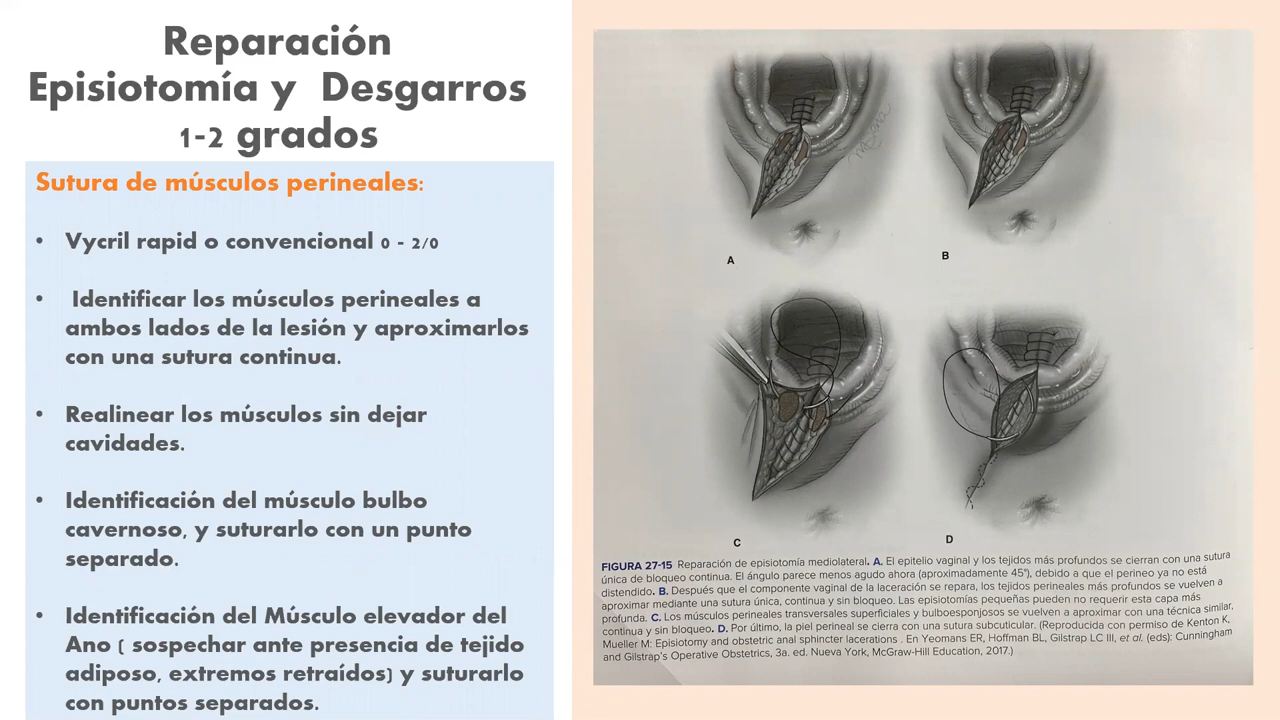 Reparación
Episiotomía y Desgarros
1-2 grados
Sutura de músculos perineales:
• Vycril rapid o convencional 0 - 2/0
• Identificar los músculos perineales a
ambos lados de la lesión y aproximarlos
con una sutura continua.
• Realinear los músculos sin dejar
cavidades.
• Identificación del músculo bulbo
cavernoso, y suturarlo con un punto
separado.
• Identificación del Músculo elevador del
Ano ( sospechar ante presencia de tejido
adiposo, extremos retraídos) y suturarlo
con puntos separados.
A
B
C
D
FIGURA 27-15 Reparación de episiotomía mediolateral. A. El epitelio vaginal y los tejidos más profundos se cierran con una sutura
única de bloqueo continua. El ángulo parece menos agudo ahora (aproximadamente 45°), debido a que el perineo ya no está
distendido. B. Después que el componente vaginal de la laceración se repara, los tejidos perineales más profundos se vuelven a
aproximar mediante una sutura única, continua y sin bloqueo. Las episiotomías pequeñas pueden no requerir esta capa más
profunda. C. Los músculos perineales transversales superficiales y bulboesponjosos se vuelven a aproximar con una técnica similar,
continua y sin bloqueo. D. Por último, la piel perineal se cierra con una sutura subcuticular. (Reproducida con permiso de Kenton K,
Mueller M: Episiotomy and obstetric anal sphincter lacerations . En Yeomans ER, Hoffman BL, Gilstrap LC III, et al. (eds): Cunningham
and Gilstrap's Operative Obstetrics, 3a. ed. Nueva York, McGraw-Hill Education, 2017.)